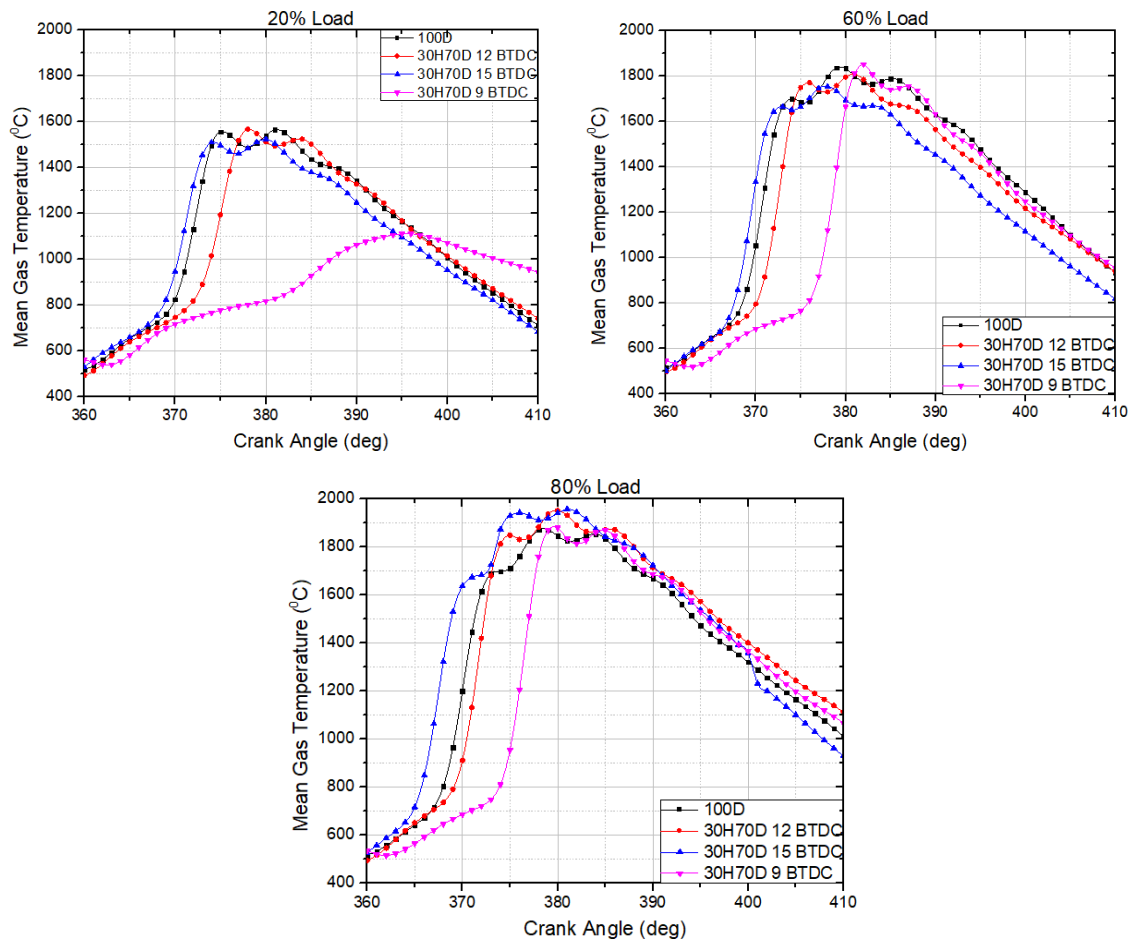 20% Load
2000
1800
1600
1400
1200
1000
800
600
400
Mean Gas Temperature (⁰C)
100D
30H70D 12 BTDC
30H70D 15 BTDC
30H70D 9 BTDC
360 370 380 390 400 410
Crank Angle (deg)
60% Load
2000
1800
1600
1400
1200
1000
800
600
400
Mean Gas Temperature (⁰C)
100D
30H70D 12 BTDC
30H70D 15 BTDC
30H70D 9 BTDC
360 370 380 390 400 410
Crank Angle (deg)
80% Load
2000
1800
1600
1400
1200
1000
800
600
400
Mean Gas Temperature (⁰C)
100D
30H70D 12 BTDC
30H70D 15 BTDC
30H70D 9 BTDC
360 370 380 390 400 410
Crank Angle (deg)